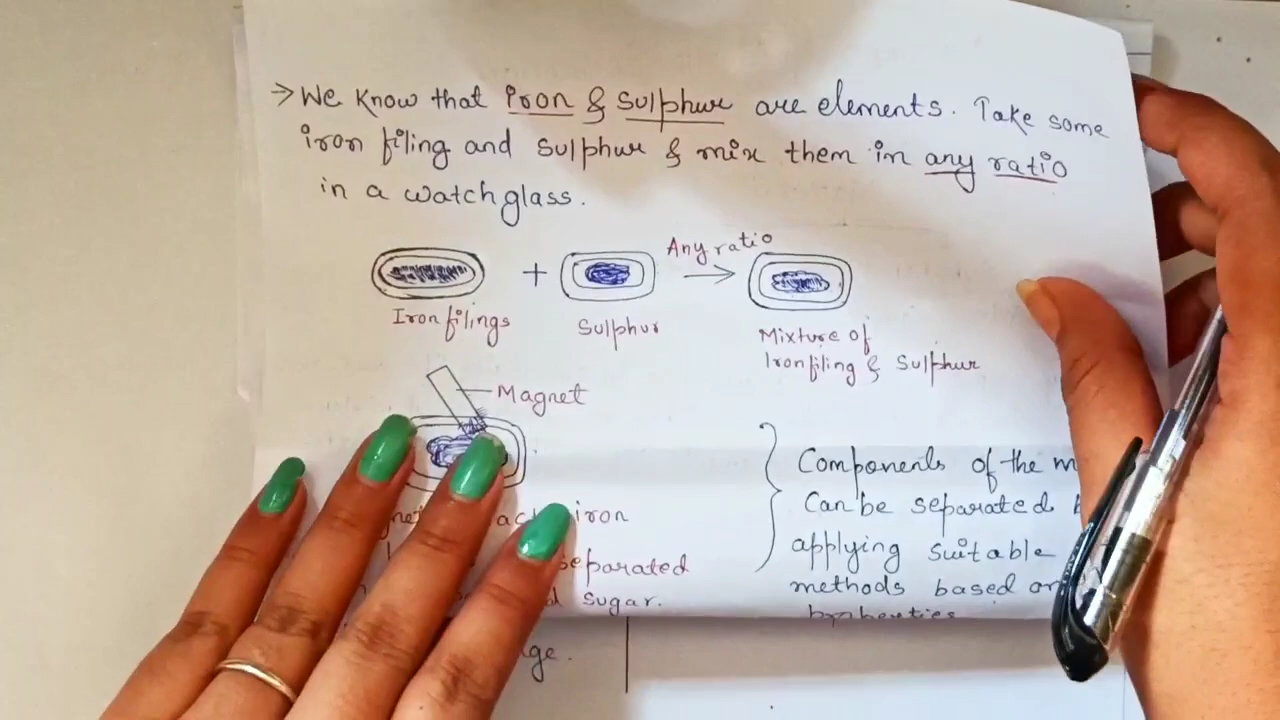 → We know that Iron & Sulphur are elements. Take some
iron filing and sulphur & mix them in any ratio
in a watchglass.
+
Any ratio
→
Iron filings
Sulphur
Mixture of
Iron filing & Sulphur
Magnet
iron
separated
sugar.
Components of the
Can be separated
applying suitable
methods based on
properties